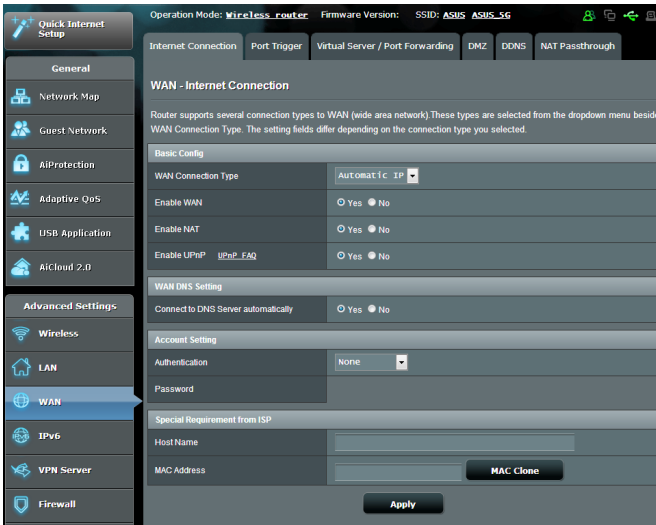 Quick Internet
Setup
Operation Mode: Wireless router Firmware Version: SSID: ASUS ASUS_5G
General
Network Map
Guest Network
AiProtection
Adaptive QoS
USB Application
AiCloud 2.0
Advanced Settings
Wireless
LAN
WAN
IPv6
VPN Server
Firewall
Internet Connection Port Trigger Virtual Server / Port Forwarding DMZ DDNS NAT Passthrough
WAN - Internet Connection
Router supports several connection types to WAN (wide area network).These types are selected from the dropdown menu beside
WAN Connection Type. The setting fields differ depending on the connection type you selected.
Basic Config
WAN Connection Type Automatic IP
Enable WAN Yes No
Enable NAT Yes No
Enable UPnP UPnP FAQ Yes No
WAN DNS Setting
Connect to DNS Server automatically Yes No
Account Setting
Authentication None
Password
Special Requirement from ISP
Host Name
MAC Address MAC Clone
Apply